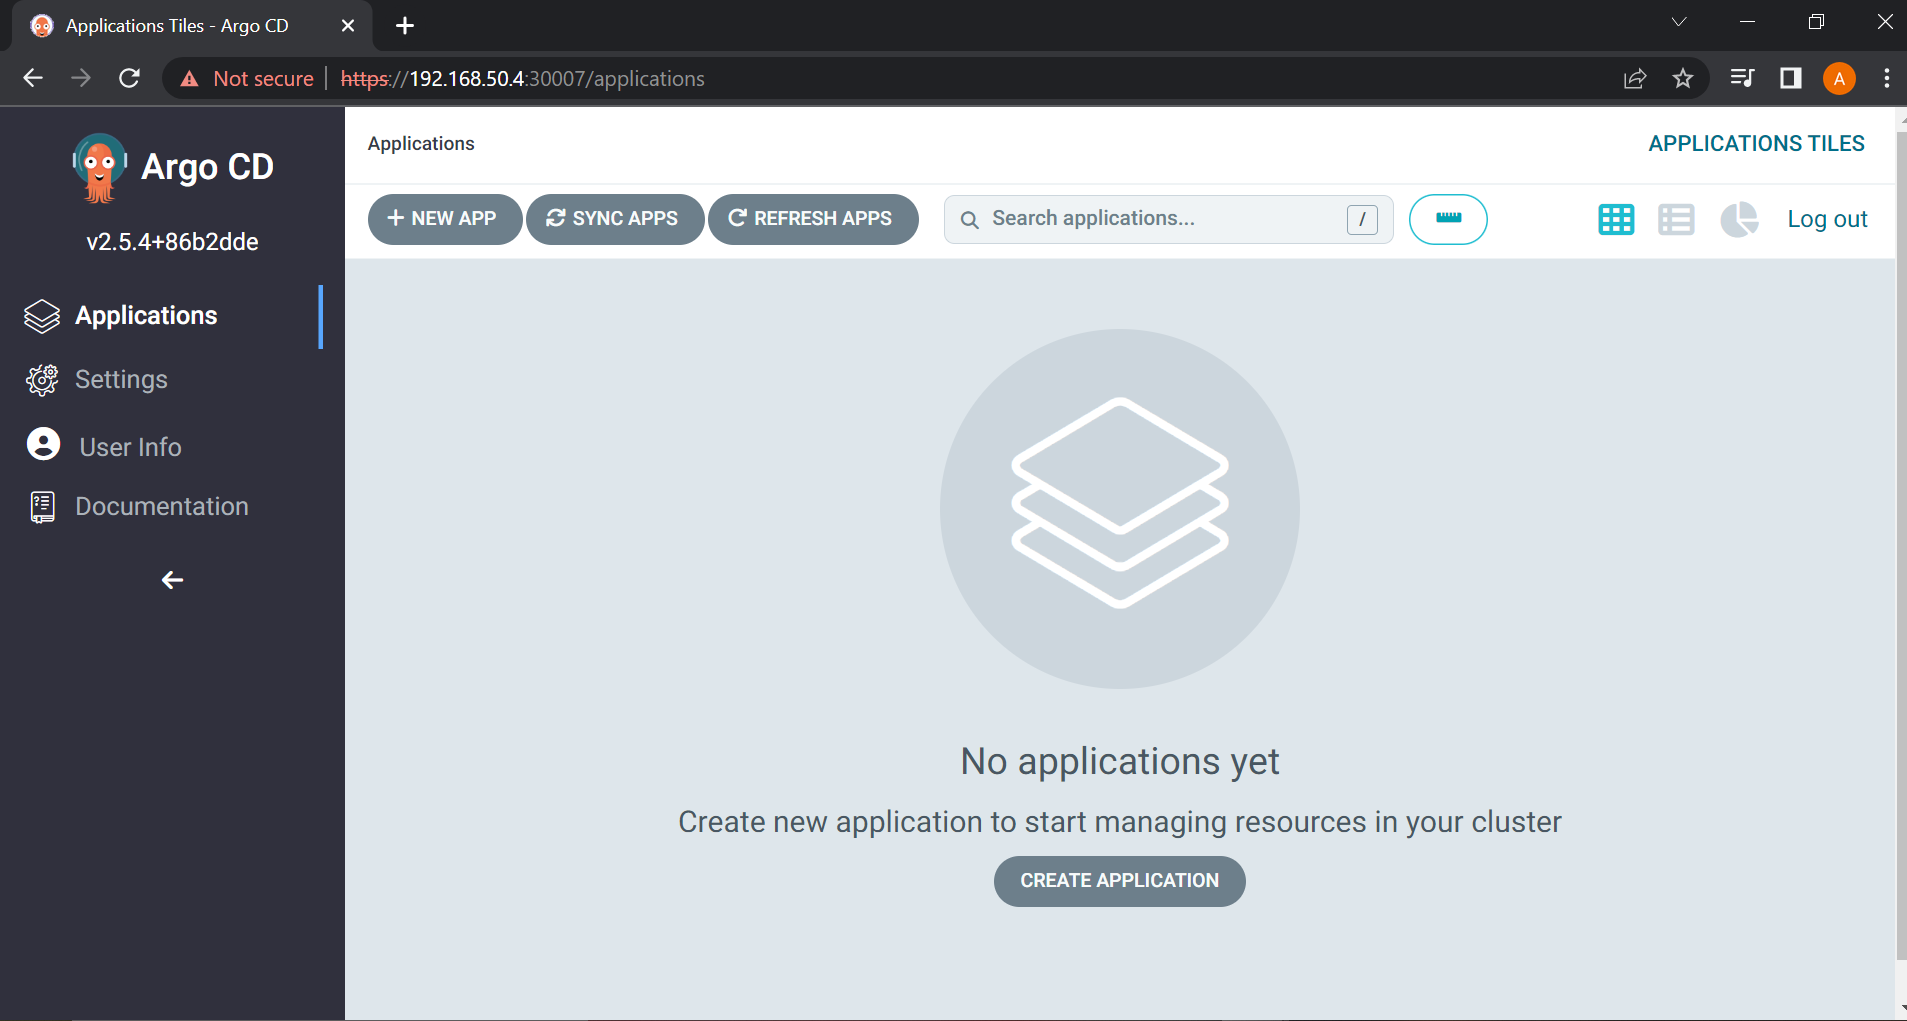 Applications Tiles - Argo CD
Not secure https://192.168.50.4:30007/applications
A
Argo CD
v2.5.4+86b2dde
Applications
Settings
User Info
Documentation
Applications
APPLICATIONS TILES
NEW APP
SYNC APPS
REFRESH APPS
Search applications...
/
Log out
No applications yet
Create new application to start managing resources in your cluster
CREATE APPLICATION